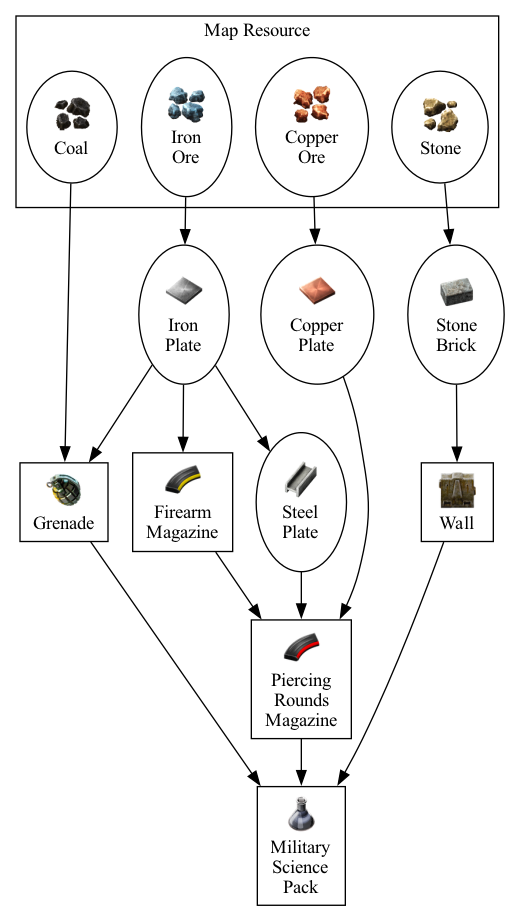 Map Resource
Coal
Iron
Ore
Copper
Ore
Stone
Iron
Plate
Copper
Plate
Stone
Brick
Grenade
Firearm
Magazine
Steel
Plate
Wall
Piercing
Rounds
Magazine
Military
Science
Pack